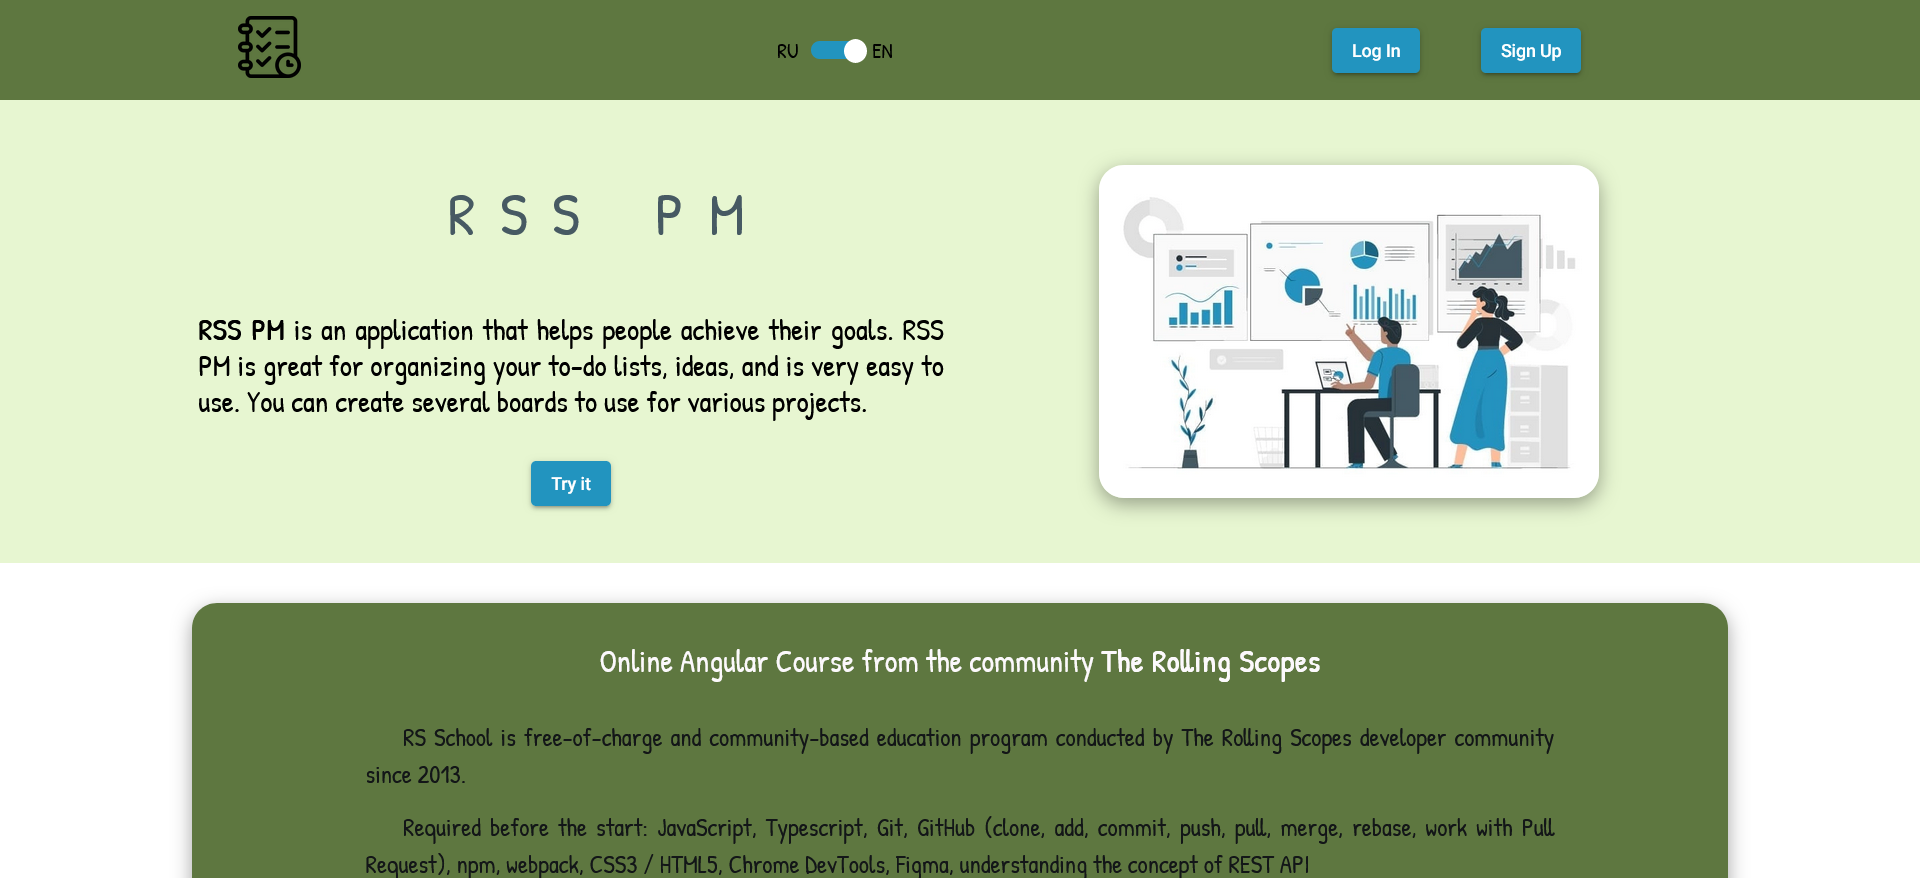 RU EN
Log In
Sign Up
RSS PM
RSS PM is an application that helps people achieve their goals. RSS
PM is great for organizing your to-do lists, ideas, and is very easy to
use. You can create several boards to use for various projects.
Try it
Online Angular Course from the community The Rolling Scopes
RS School is free-of-charge and community-based education program conducted by The Rolling Scopes developer community
since 2013.
Required before the start: JavaScript, Typescript, Git, GitHub (clone, add, commit, push, pull, merge, rebase, work with Pull
Request), npm, webpack, CSS3 / HTML5, Chrome DevTools, Figma, understanding the concept of REST API